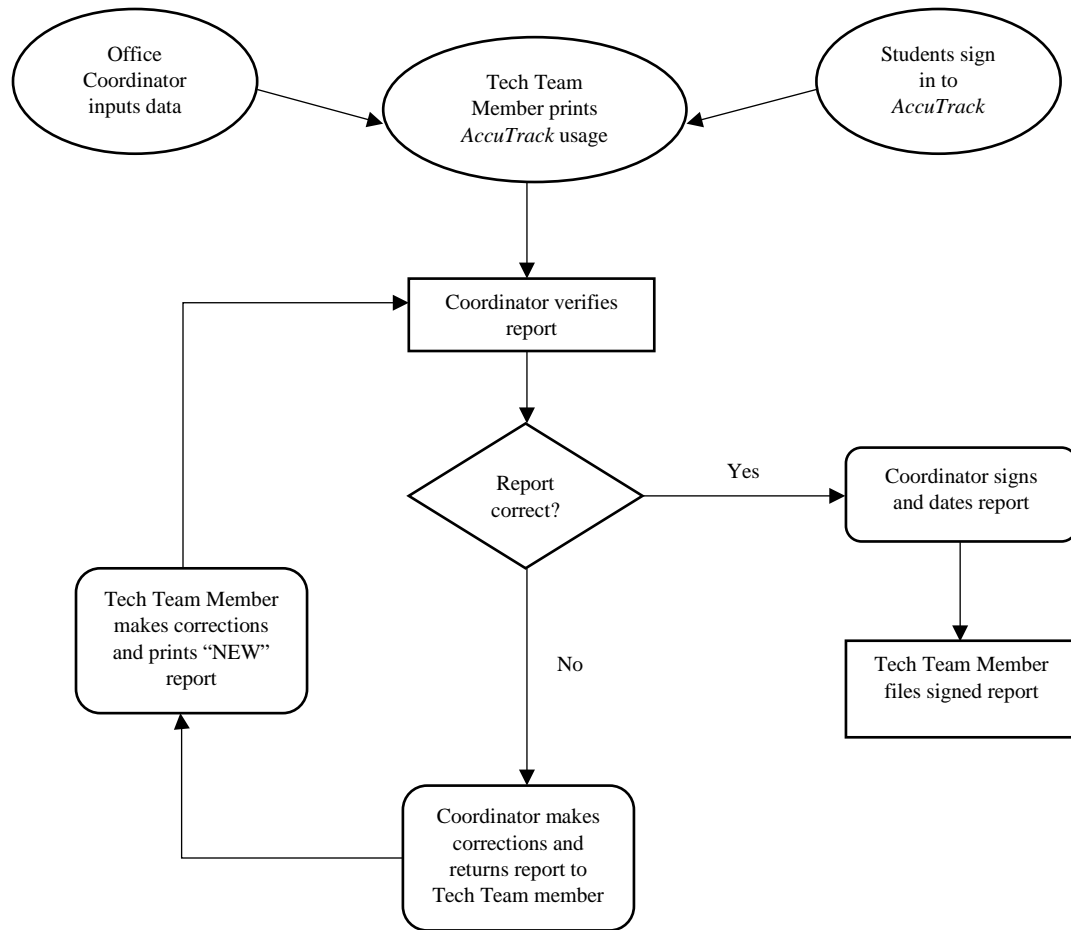 Office
Coordinator
inputs data
Tech Team
Member prints
AccuTrack usage
Students sign
in to
AccuTrack
Coordinator verifies
report
Report
correct?
Yes
Coordinator signs
and dates report
Tech Team Member
makes corrections
and prints “NEW”
report
No
Tech Team Member
files signed report
Coordinator makes
corrections and
returns report to
Tech Team member